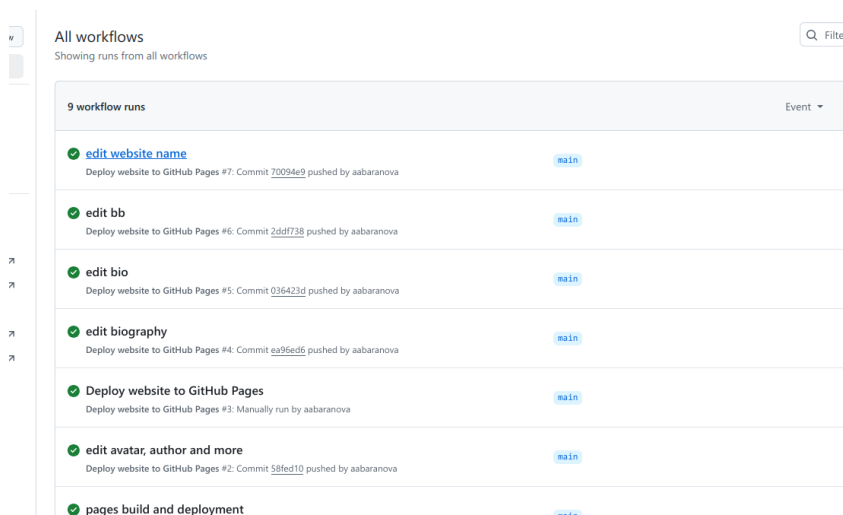 All workflows
Filte
Showing runs from all workflows
9 workflow runs
Event
edit website name
main
Deploy website to GitHub Pages #7: Commit 70094e9 pushed by aabaranova
edit bb
main
Deploy website to GitHub Pages #6: Commit 2ddf738 pushed by aabaranova
edit bio
main
Deploy website to GitHub Pages #5: Commit 036423d pushed by aabaranova
edit biography
main
Deploy website to GitHub Pages #4: Commit ea96ed6 pushed by aabaranova
Deploy website to GitHub Pages
main
Deploy website to GitHub Pages #3: Manually run by aabaranova
edit avatar, author and more
main
Deploy website to GitHub Pages #2: Commit 58fed10 pushed by aabaranova
pages build and deployment
main